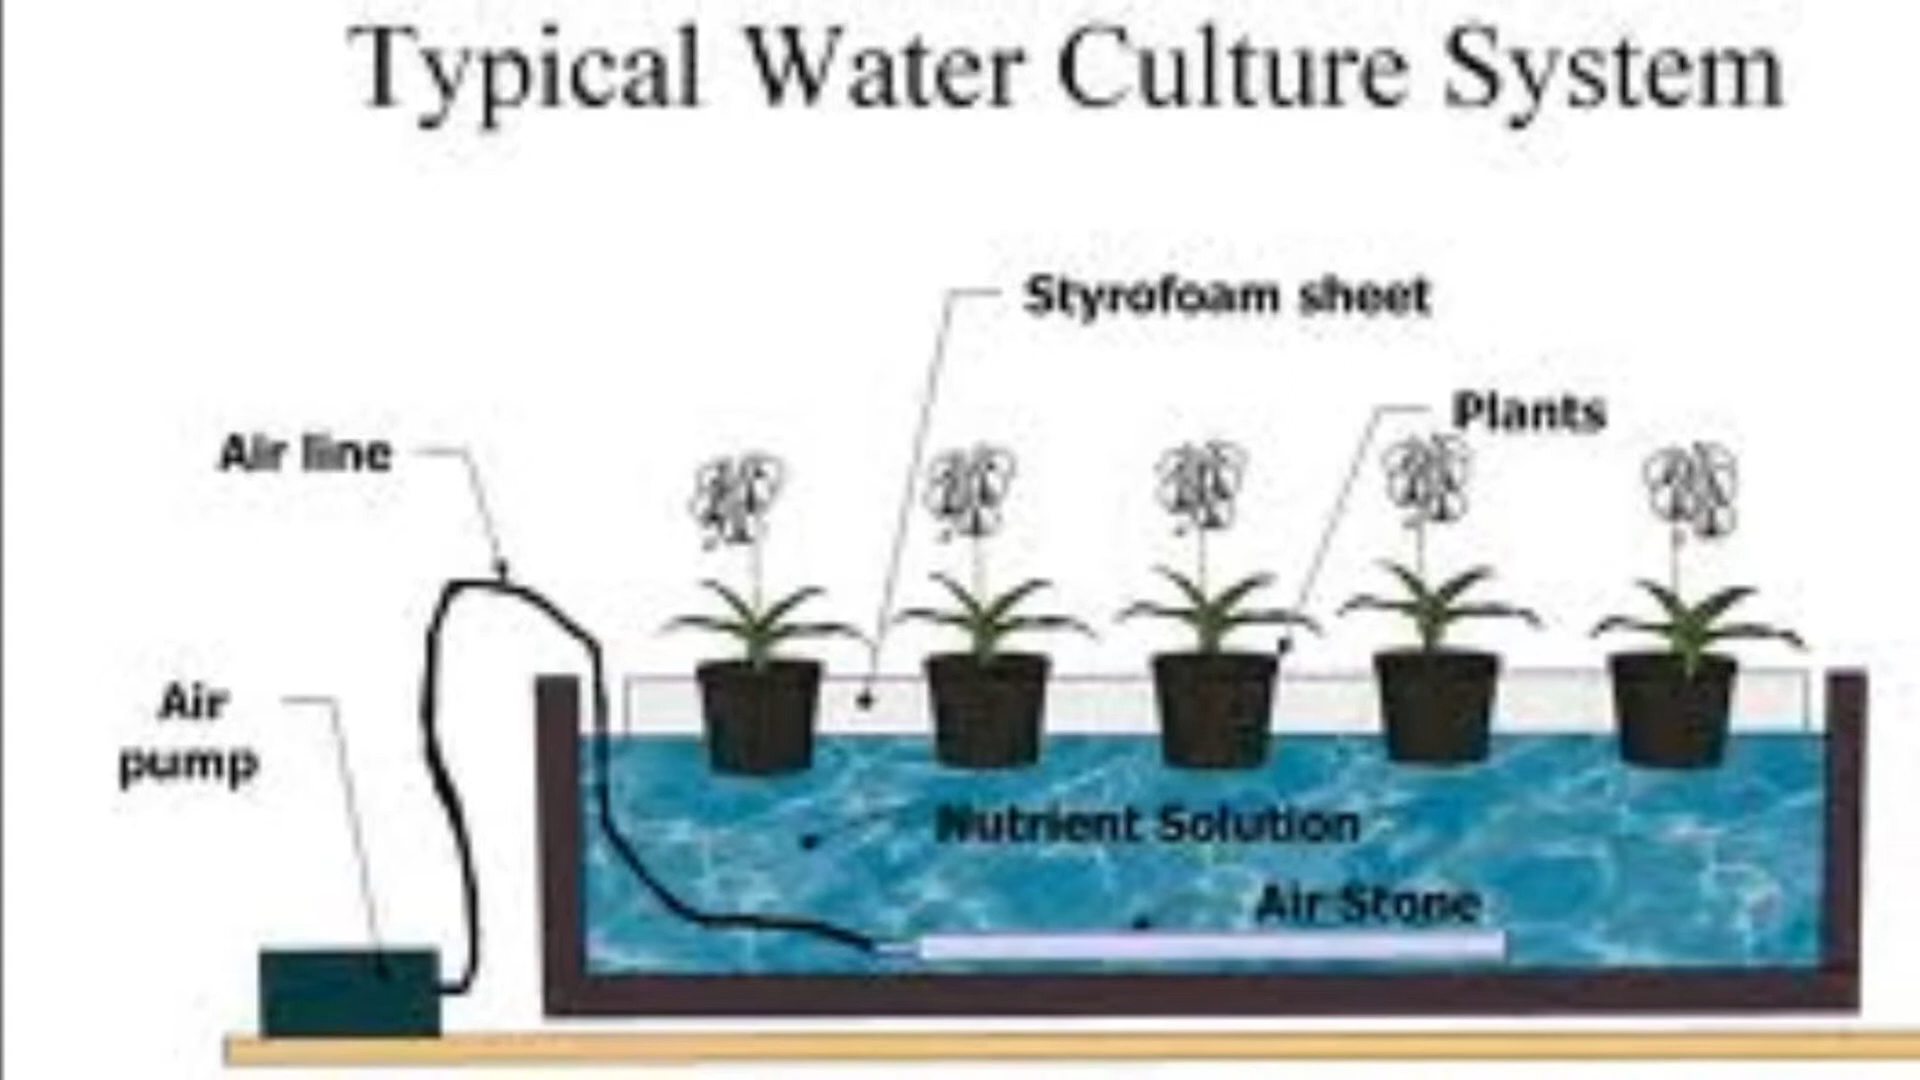 Typical Water Culture System
Styrofoam sheet
Plants
Air line
Air
pump
Nutrient Solution
Air Stone